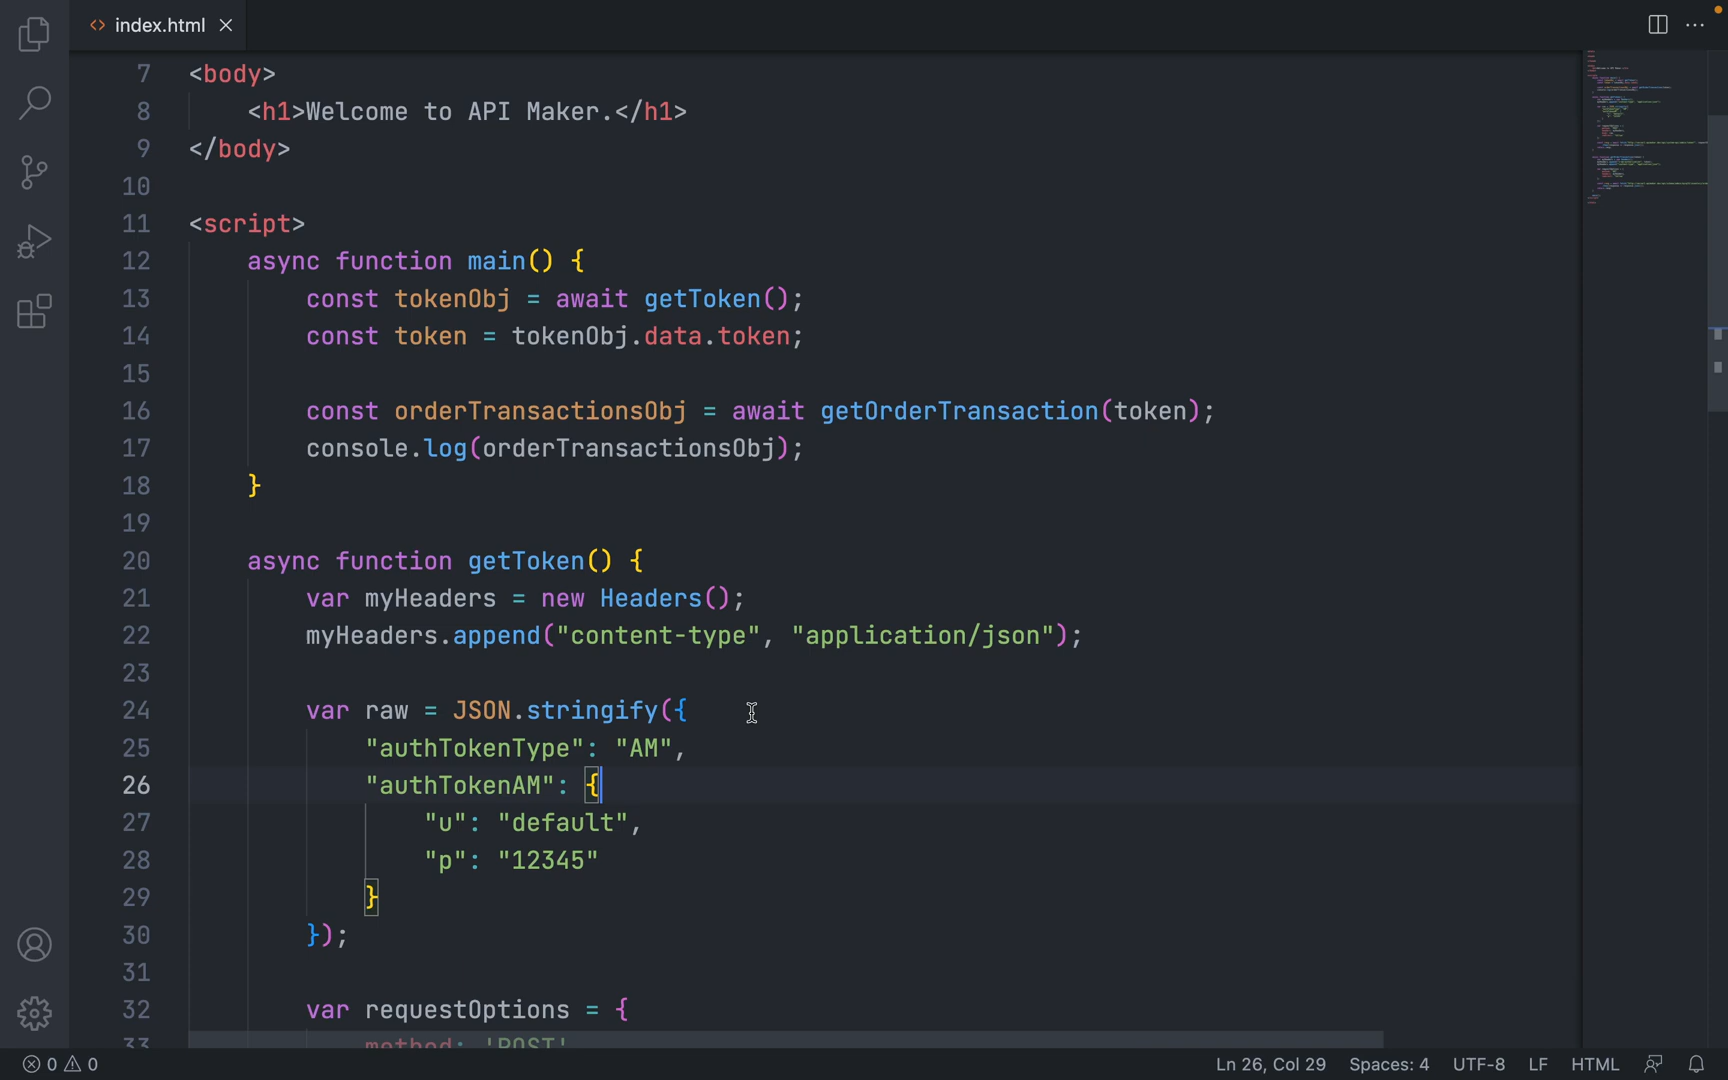 index.html
7 <body>
8 <h1>Welcome to API Maker.</h1>
9 </body>
10
11 <script>
12 async function main() {
13 const tokenObj = await getToken();
14 const token = tokenObj.data.token;
15
16 const orderTransactionsObj = await getOrderTransaction(token);
17 console.log(orderTransactionsObj);
18 }
19
20 async function getToken() {
21 var myHeaders = new Headers();
22 myHeaders.append("content-type", "application/json");
23
24 var raw = JSON.stringify({
25 "authTokenType": "AM",
26 "authTokenAM": {
27 "u": "default",
28 "p": "12345"
29 }
30 });
31
32 var requestOptions = {
33 method: 'POST'
0 0 Ln 26, Col 29 Spaces: 4 UTF-8 LF HTML